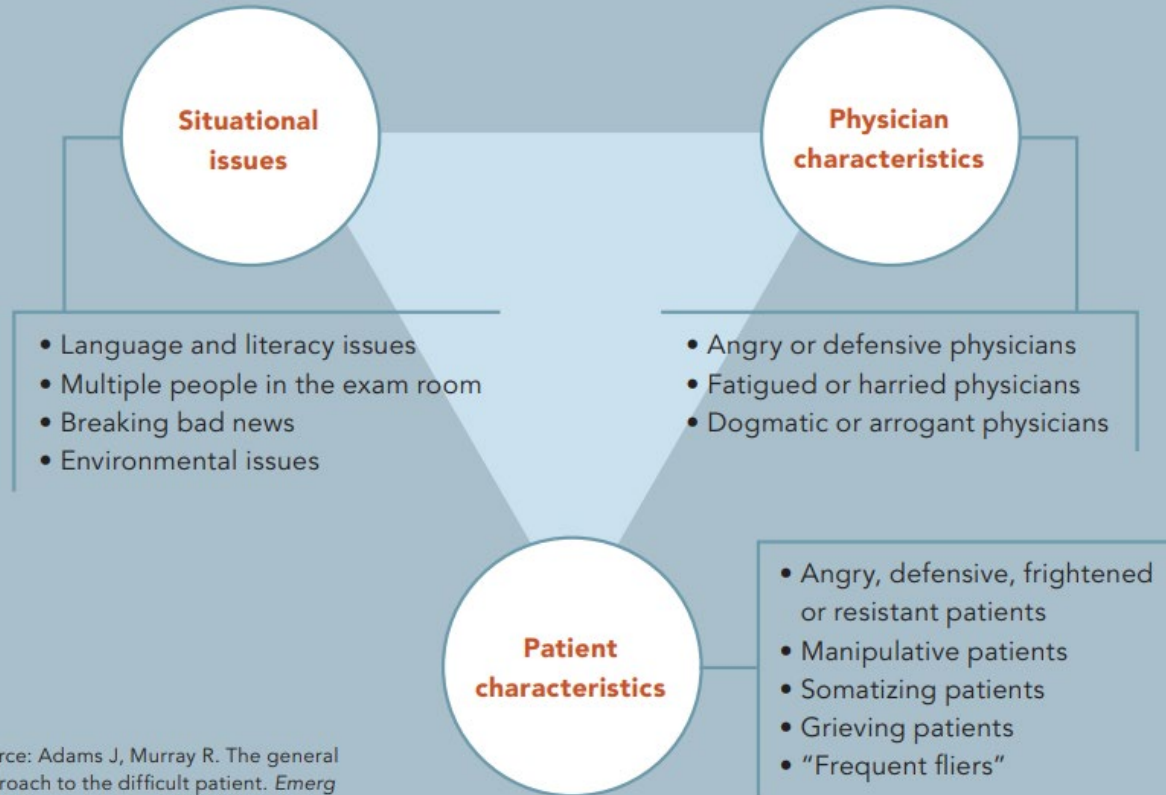 Situational
issues
• Language and literacy issues
• Multiple people in the exam room
• Breaking bad news
• Environmental issues
Physician
characteristics
• Angry or defensive physicians
• Fatigued or harried physicians
• Dogmatic or arrogant physicians
Patient
characteristics
• Angry, defensive, frightened
or resistant patients
• Manipulative patients
• Somatizing patients
• Grieving patients
• “Frequent fliers”
rce: Adams J, Murray R. The general
roach to the difficult patient. Emerg